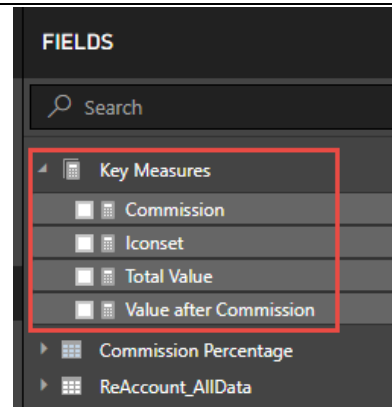 FIELDS
Search
Key Measures
Commission
Iconset
Total Value
Value after Commission
Commission Percentage
ReAccount_AllData